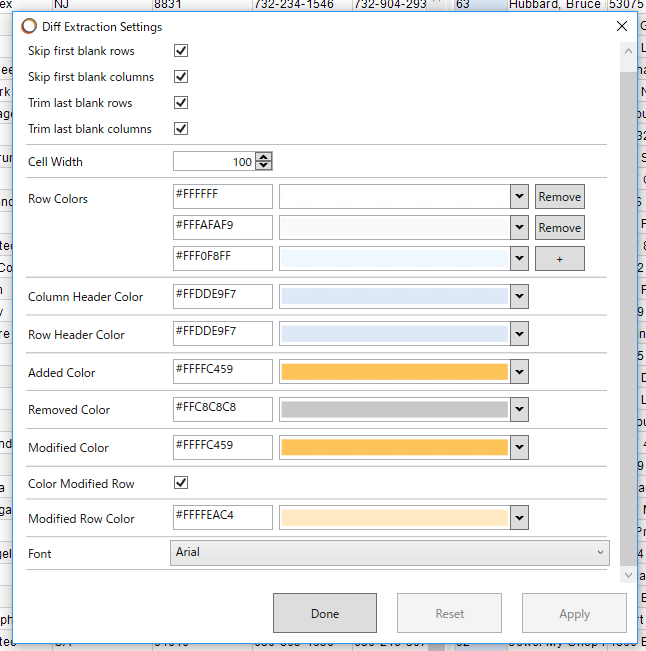 NJ 8831 732-234-1546 732-904-293 63 Hubbard, Bruce 53075
Diff Extraction Settings
Skip first blank rows
Skip first blank columns
Trim last blank rows
Trim last blank columns
Cell Width 100
Row Colors #FFFFFF Remove
#FFFAFAF9 Remove
#FFF0F8FF +
Column Header Color #FFDDE9F7
Row Header Color #FFDDE9F7
Added Color #FFFFC459
Removed Color #FFC8C8C8
Modified Color #FFFFC459
Color Modified Row
Modified Row Color #FFFFEAC4
Font Arial
Done Reset Apply